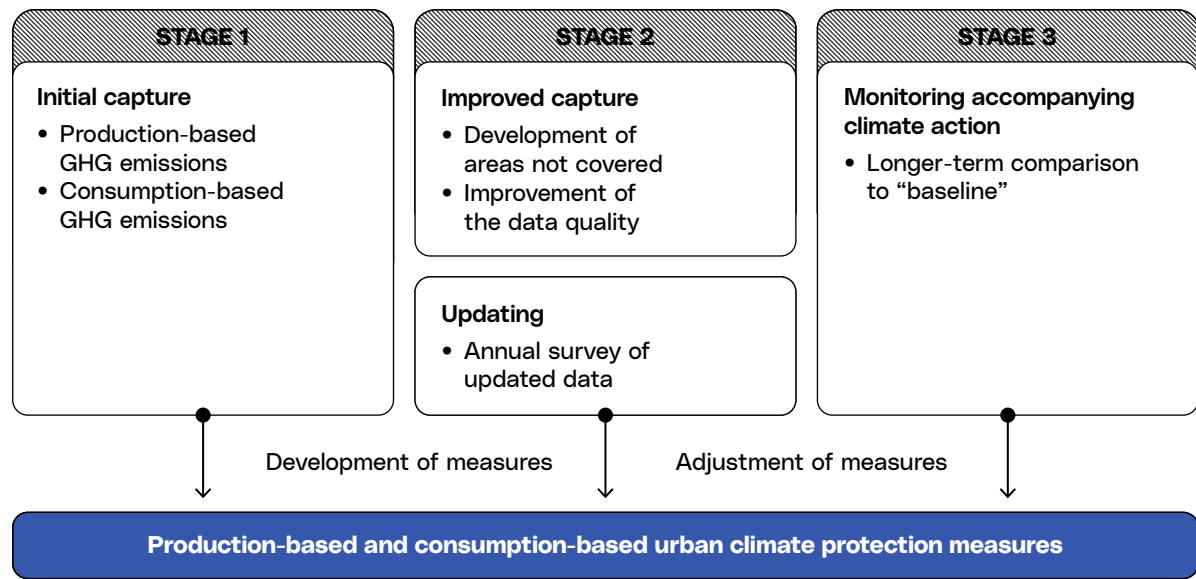 STAGE 1
Initial capture
• Production-based
GHG emissions
• Consumption-based
GHG emissions
STAGE 2
Improved capture
• Development of
areas not covered
• Improvement of
the data quality
Updating
• Annual survey of
updated data
STAGE 3
Monitoring accompanying
climate action
• Longer-term comparison
to “baseline”
Development of measures
Adjustment of measures
Production-based and consumption-based urban climate protection measures